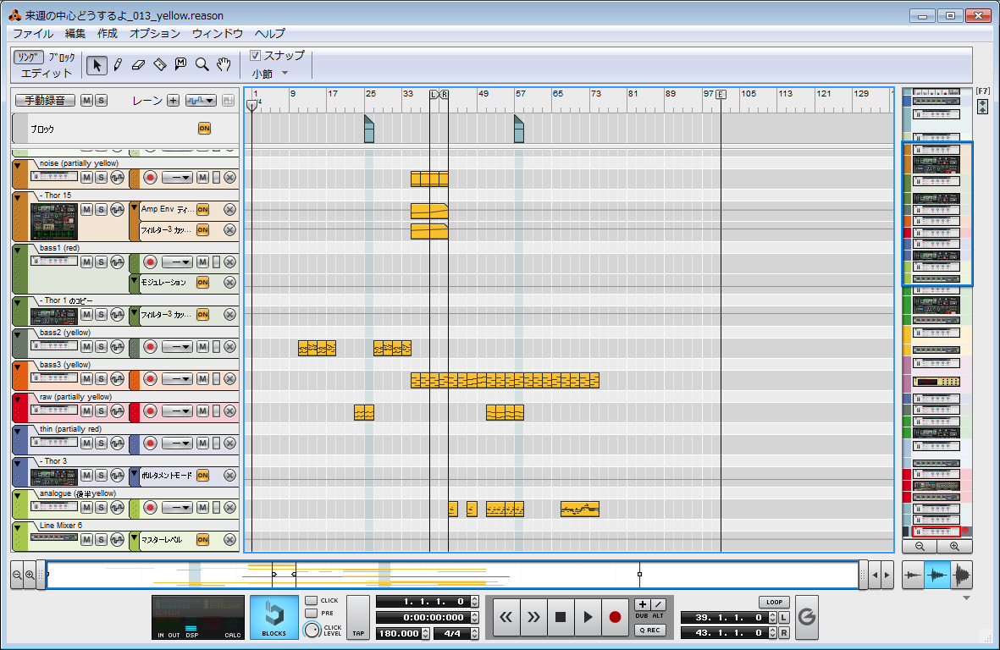 来週の中心どうするよ_013_yellow.reason
ファイル 編集 作成 オプション ウィンドウ ヘルプ
ｿﾝｸﾞ ﾌﾞﾛｯｸ
エディット
スナップ
小節
[F7]
手動録音 M S レーン
1 9 17 25 33 L R 49 57 65 73 81 89 97 E 105 113 121 129
4
ブロック ON
noise (partially yellow)
M S M
- Thor 15
M S Amp Env ディ... ON
フィルター3 カッ... ON
bass1 (red)
M S M
モジュレーション ON
- Thor 1 のコピー
M S フィルター3 カッ... ON
bass2 (yellow)
M S M
bass3 (yellow)
M S M
raw (partially yellow)
M S M
thin (partially red)
M S M
- Thor 3
M S ポルタメントモード ON
analogue (後半yellow)
M S M
Line Mixer 6
M S マスターレベル ON
IN OUT DSP CALC
BLOCKS
CLICK
PRE
CLICK LEVEL
TAP
1. 1. 1. 0
0:00:00:000
180.000 4/4
DUB ALT
Q REC
LOOP
39. 1. 1. 0 L
43. 1. 1. 0 R